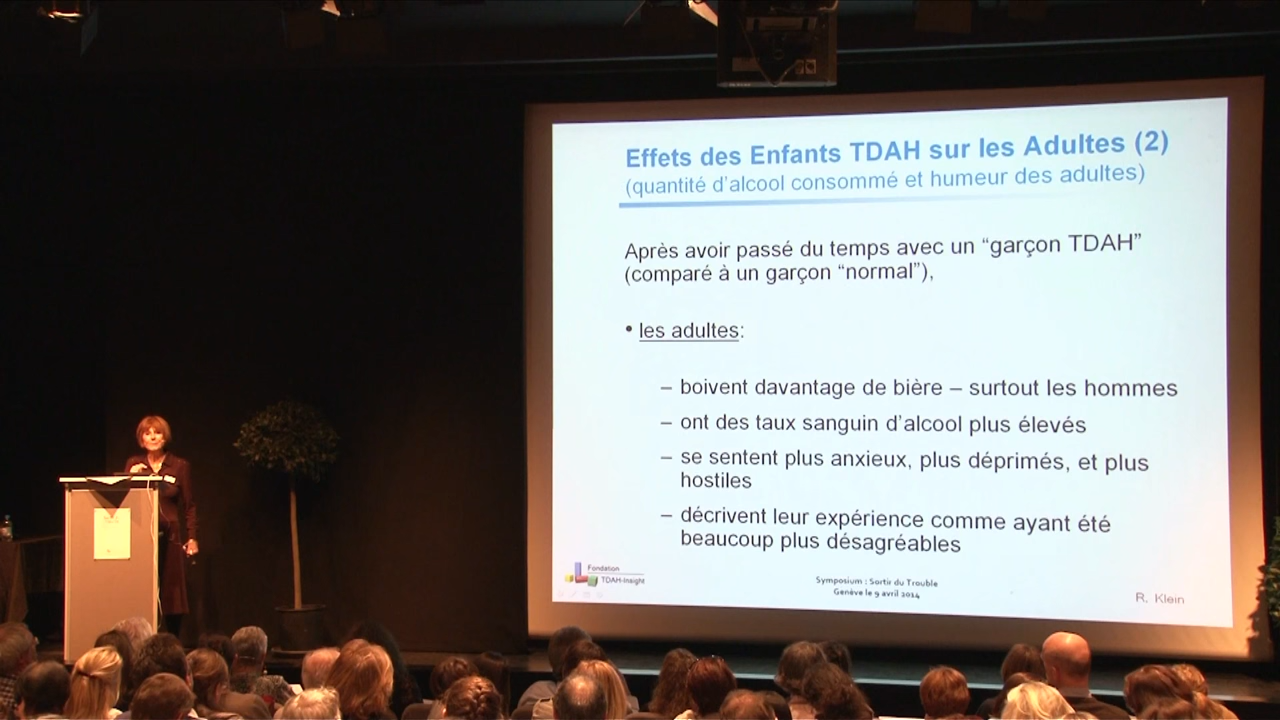 Effets des Enfants TDAH sur les Adultes (2)
(quantité d'alcool consommé et humeur des adultes)
Après avoir passé du temps avec un “garçon TDAH”
(comparé à un garçon “normal”),
• les adultes:
– boivent davantage de bière – surtout les hommes
– ont des taux sanguin d'alcool plus élevés
– se sentent plus anxieux, plus déprimés, et plus
hostiles
– décrivent leur expérience comme ayant été
beaucoup plus désagréables
Fondation
TDAH-Insight
Symposium : Sortir du Trouble
Genève le 9 avril 2014
R. Klein